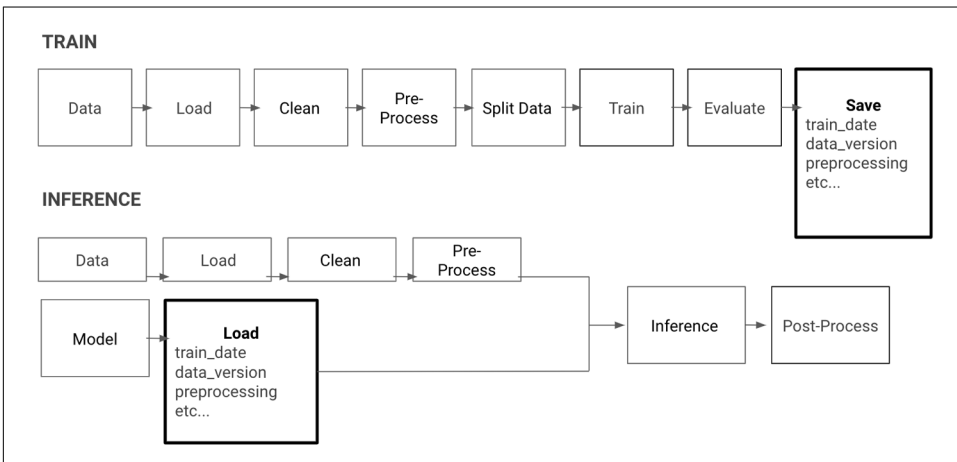 TRAIN
Data
Load
Clean
Pre-
Process
Split Data
Train
Evaluate
Save
train_date
data_version
preprocessing
etc...
INFERENCE
Data
Load
Clean
Pre-
Process
Model
Load
train_date
data_version
preprocessing
etc...
Inference
Post-Process